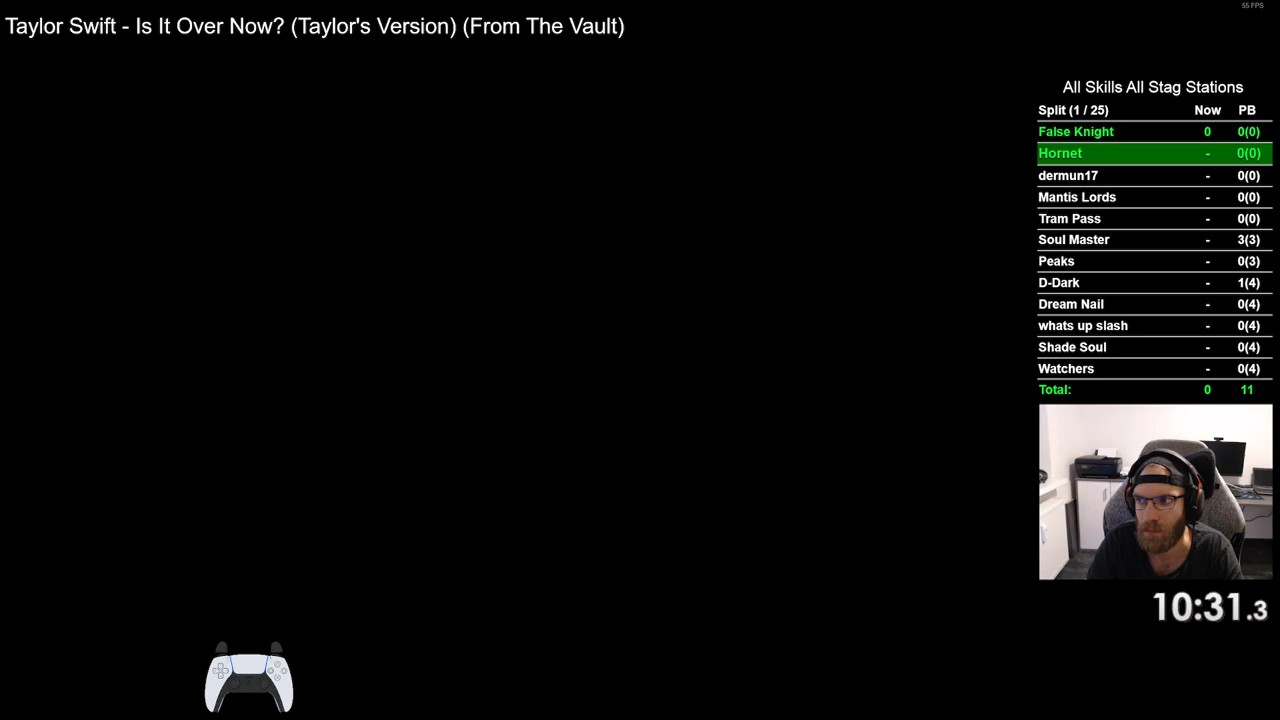 55 FPS
Taylor Swift - Is It Over Now? (Taylor's Version) (From The Vault)
All Skills All Stag Stations
Split (1 / 25) Now PB
False Knight 0 0(0)
Hornet - 0(0)
dermun17 - 0(0)
Mantis Lords - 0(0)
Tram Pass - 0(0)
Soul Master - 3(3)
Peaks - 0(3)
D-Dark - 1(4)
Dream Nail - 0(4)
whats up slash - 0(4)
Shade Soul - 0(4)
Watchers - 0(4)
Total: 0 11
10:31.3